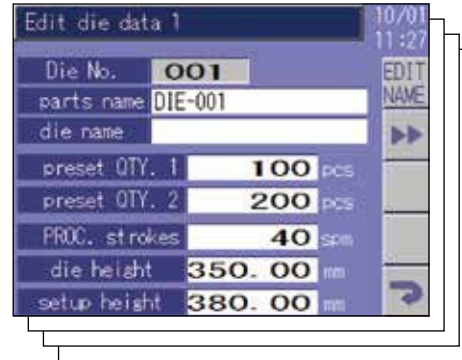 Edit die data 1
10/01
11:27
Die No. 001
EDIT
NAME
parts name DIE-001
die name
preset QTY. 1 100 pcs
preset QTY. 2 200 pcs
PROC. strokes 40 spm
die height 350.00 mm
setup height 380.00 mm